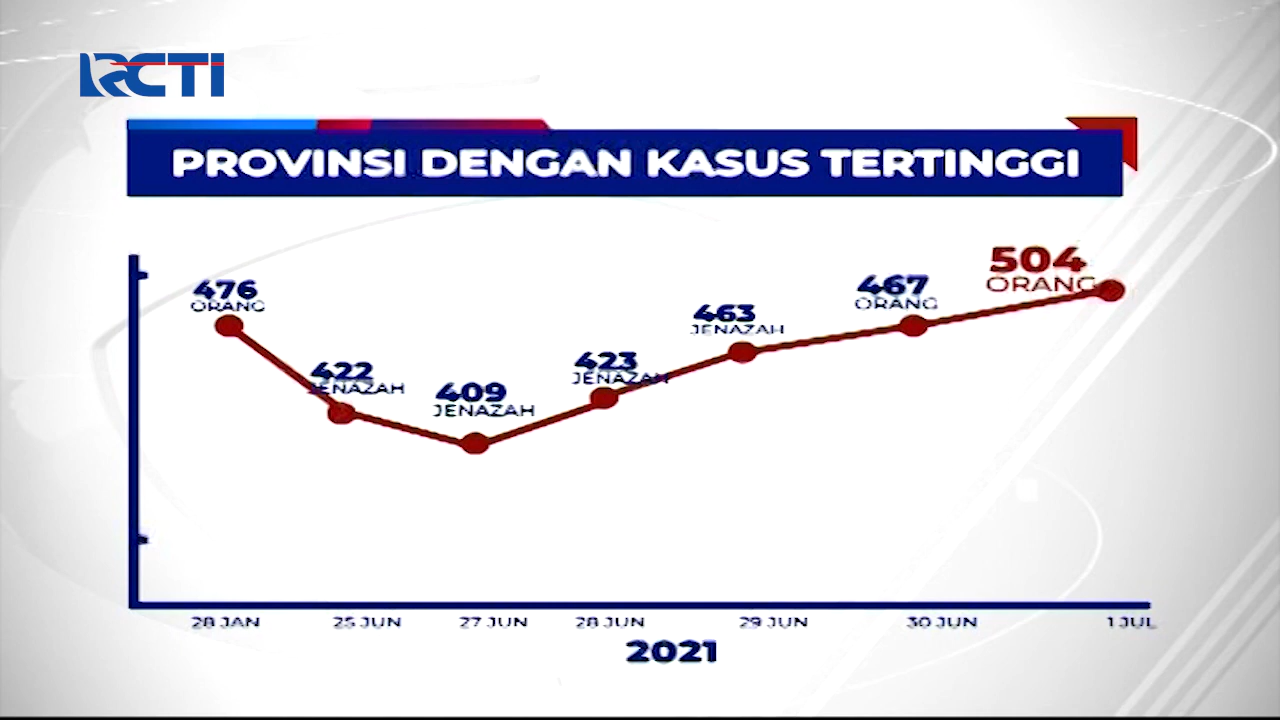 RCTI
PROVINSI DENGAN KASUS TERTINGGI
476
ORANG
422
JENAZAH
409
JENAZAH
423
JENAZAH
463
JENAZAH
467
ORANG
504
ORANG
28 JAN 25 JUN 27 JUN 28 JUN 29 JUN 30 JUN 1 JUL
2021